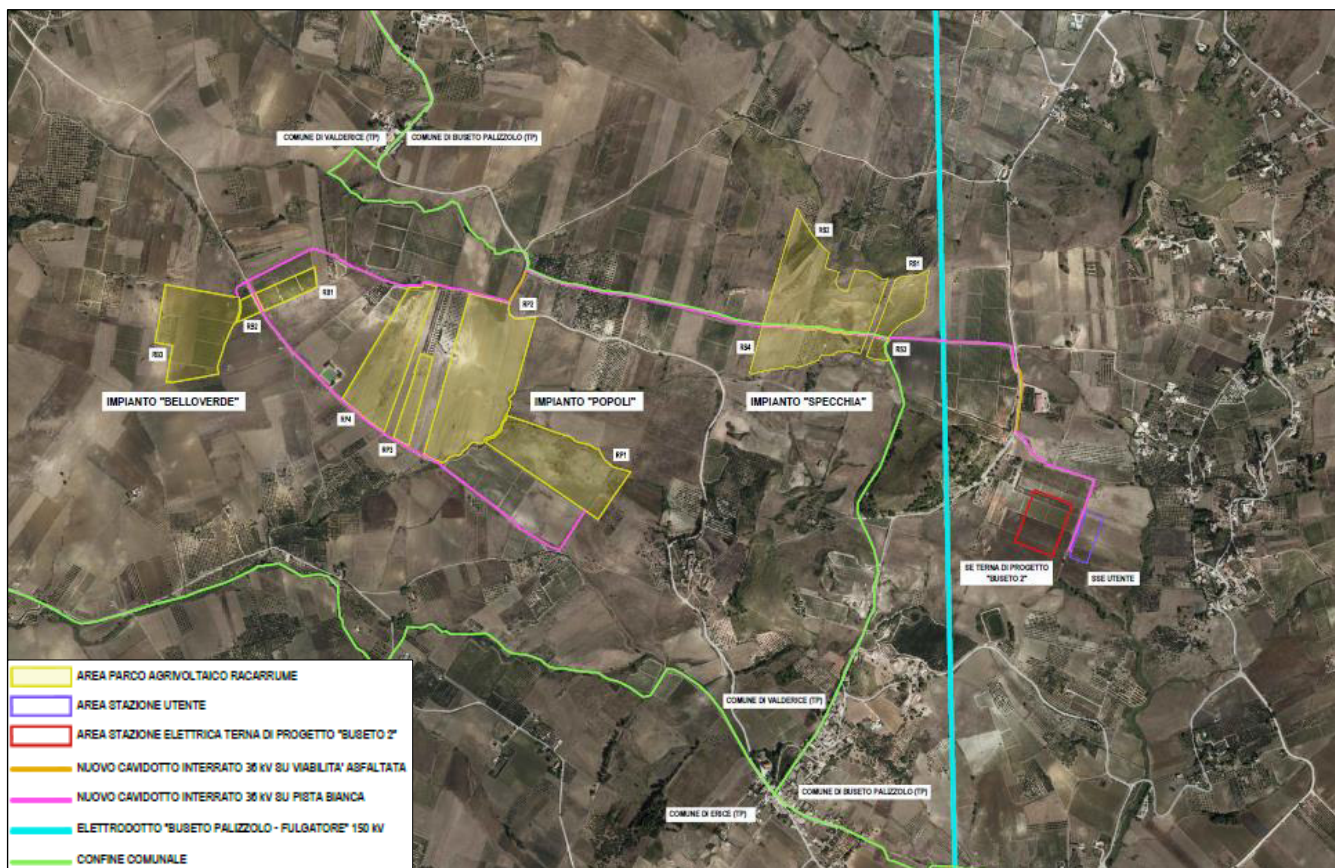 COMUNE DI VALDERICE (TP)
COMUNE DI BUSETO PALIZZOLO (TP)
RS2
RS1
RB1
RB2
RP2
RB3
RS4
RS3
IMPIANTO "BELLOVERDE"
IMPIANTO "POPOLI"
IMPIANTO "SPECCHIA"
RP4
RP3
RP1
SE TERNA DI PROGETTO
"BUSETO 2"
SSE UTENTE
AREA PARCO AGRIVOLTAICO RACARRUME
AREA STAZIONE UTENTE
COMUNE DI VALDERICE (TP)
AREA STAZIONE ELETTRICA TERNA DI PROGETTO "BUSETO 2"
NUOVO CAVIDOTTO INTERRATO 36 kV SU VIABILITA' ASFALTATA
NUOVO CAVIDOTTO INTERRATO 36 kV SU PISTA BIANCA
COMUNE DI BUSETO PALIZZOLO (TP)
COMUNE DI ERICE (TP)
ELETTRODOTTO "BUSETO PALIZZOLO - FULGATORE" 150 kV
CONFINE COMUNALE